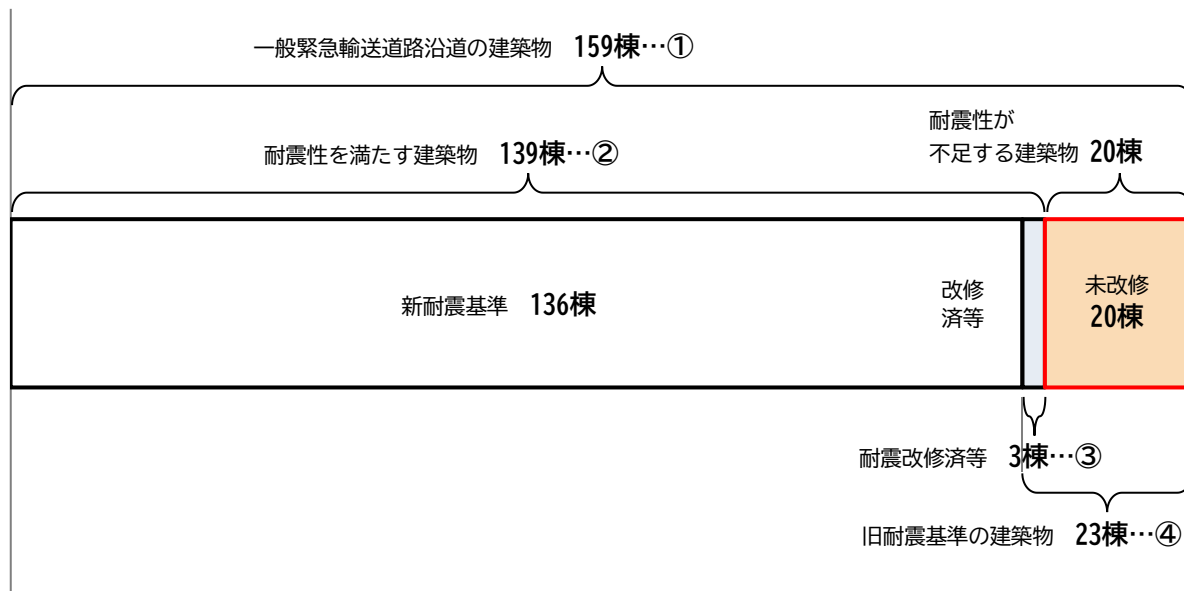 一般緊急輸送道路沿道の建築物 159棟…①
耐震性を満たす建築物 139棟…②
耐震性が
不足する建築物 20棟
新耐震基準 136棟
改修
済等
未改修
20棟
耐震改修済等 3棟…③
旧耐震基準の建築物 23棟…④